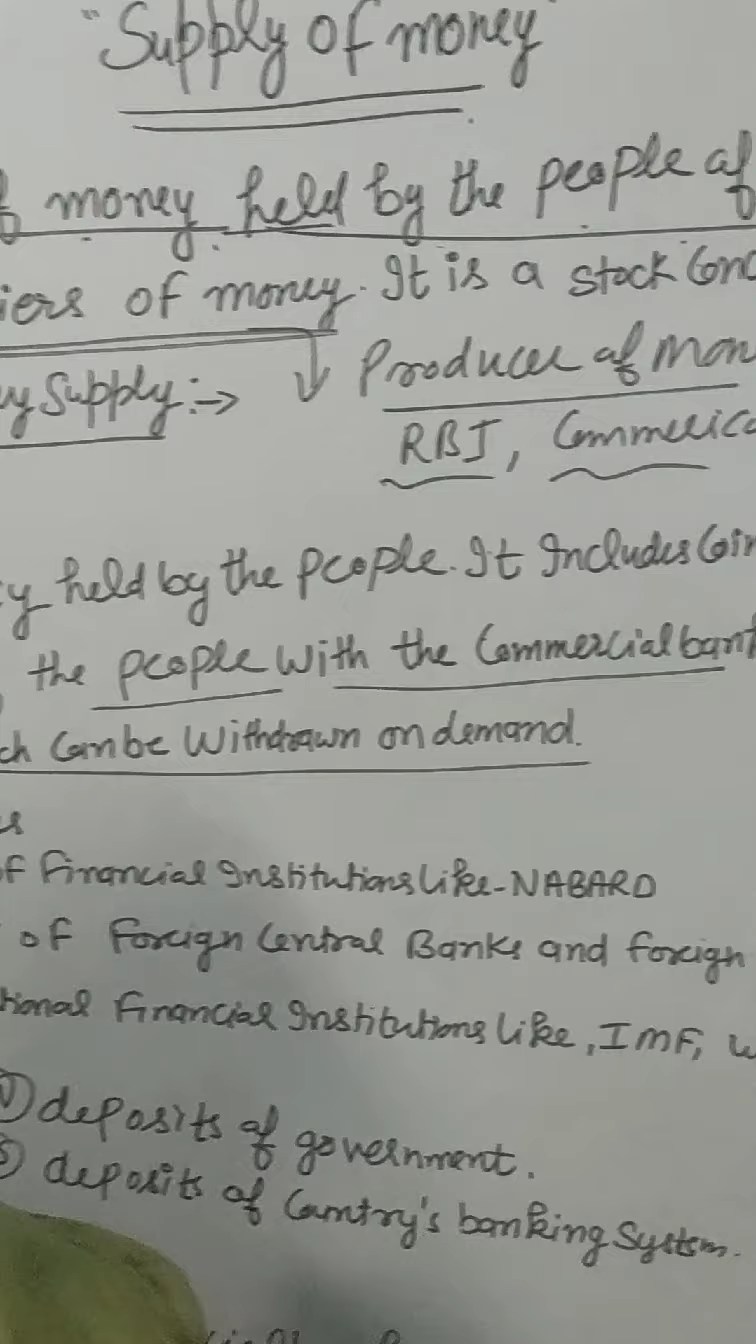 "Supply of money"
money held by the people of
iers of money. It is a stock Conc
y Supply:→ ↓ Producer of Mon
RBI, Commerica
y held by the people. It Includes Coin
the people With the Commercial bank
ch Can be Withdrawn on demand.
of Financial Institutions like-NABARD
of Foreign Central Banks and foreign
tional Financial Institutions like, IMF, w
deposits of government.
deposits of Country's banking System.